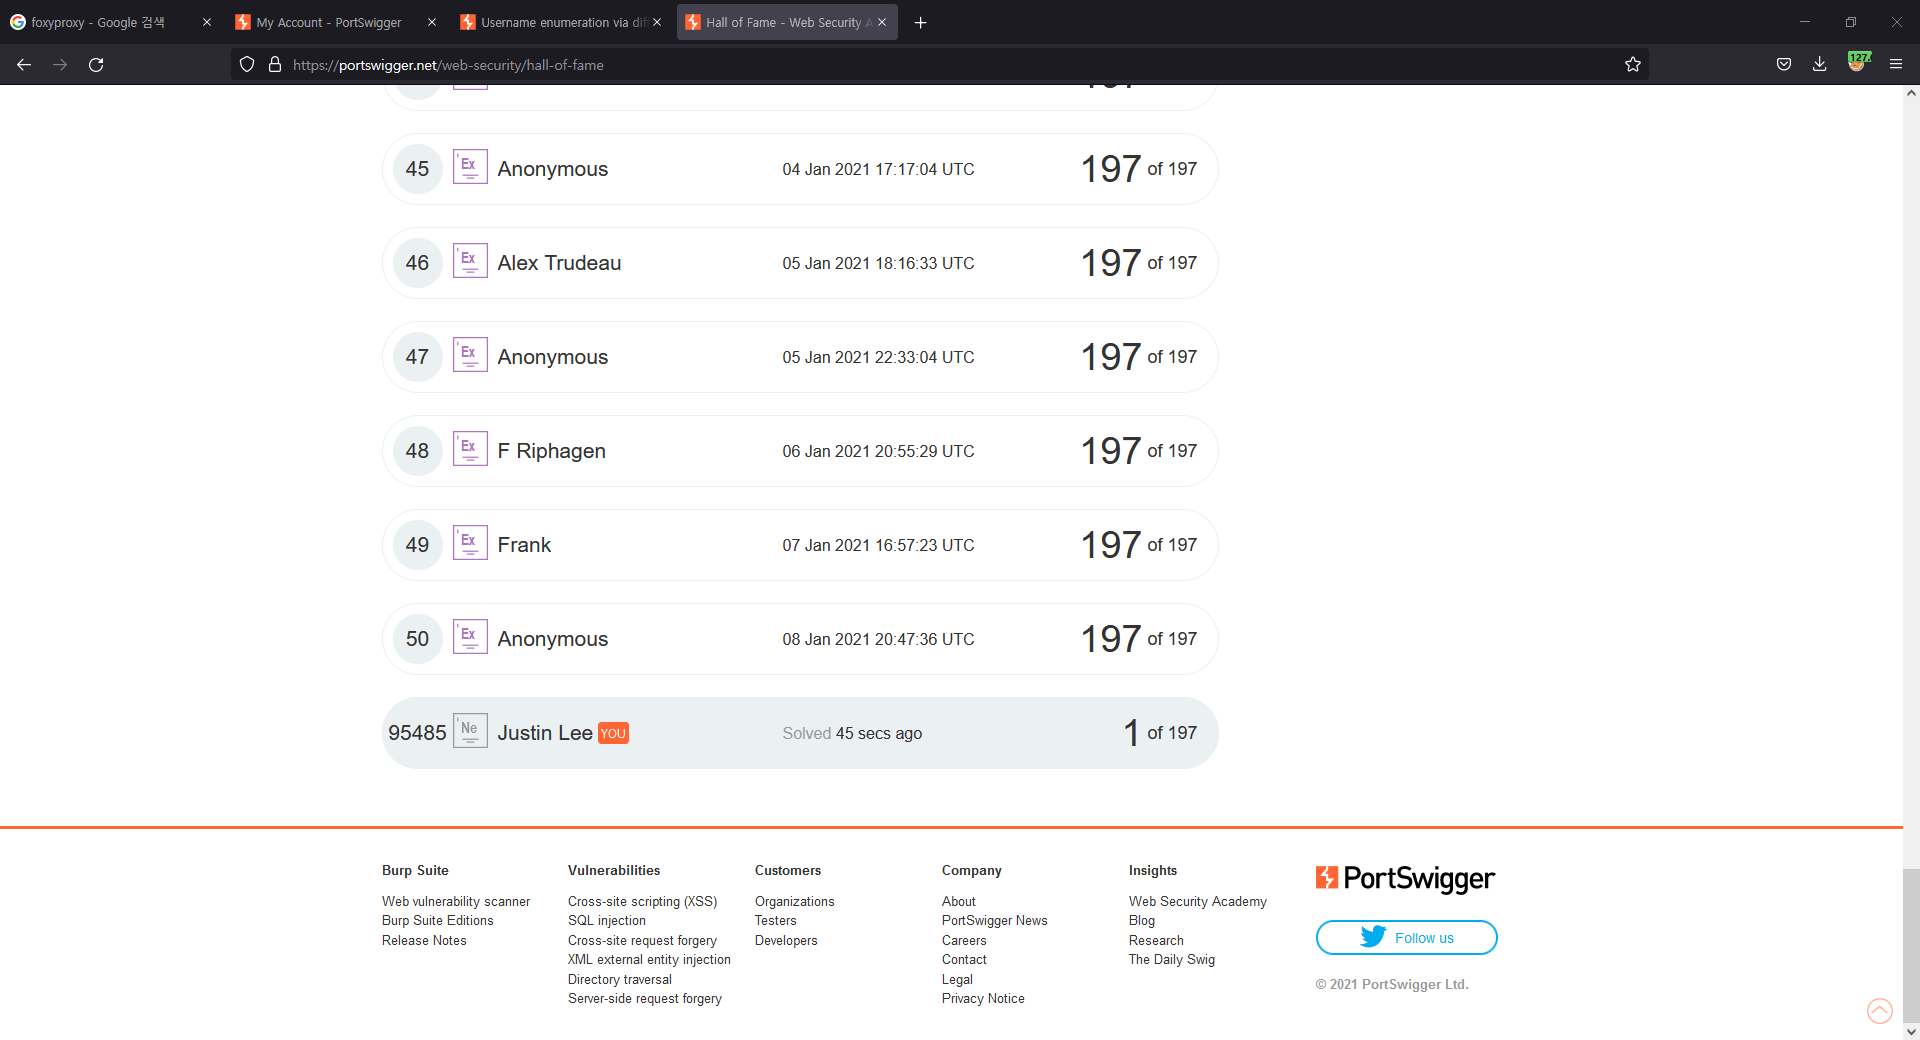 foxyproxy - Google 검색
My Account - PortSwigger
Username enumeration via dif
Hall of Fame - Web Security A
https://portswigger.net/web-security/hall-of-fame
127.
197
45 Ex Anonymous 04 Jan 2021 17:17:04 UTC 197 of 197
46 Ex Alex Trudeau 05 Jan 2021 18:16:33 UTC 197 of 197
47 Ex Anonymous 05 Jan 2021 22:33:04 UTC 197 of 197
48 Ex F Riphagen 06 Jan 2021 20:55:29 UTC 197 of 197
49 Ex Frank 07 Jan 2021 16:57:23 UTC 197 of 197
50 Ex Anonymous 08 Jan 2021 20:47:36 UTC 197 of 197
95485 Ne Justin Lee YOU Solved 45 secs ago 1 of 197
Burp Suite
Web vulnerability scanner
Burp Suite Editions
Release Notes
Vulnerabilities
Cross-site scripting (XSS)
SQL injection
Cross-site request forgery
XML external entity injection
Directory traversal
Server-side request forgery
Customers
Organizations
Testers
Developers
Company
About
PortSwigger News
Careers
Contact
Legal
Privacy Notice
Insights
Web Security Academy
Blog
Research
The Daily Swig
PortSwigger
Follow us
© 2021 PortSwigger Ltd.